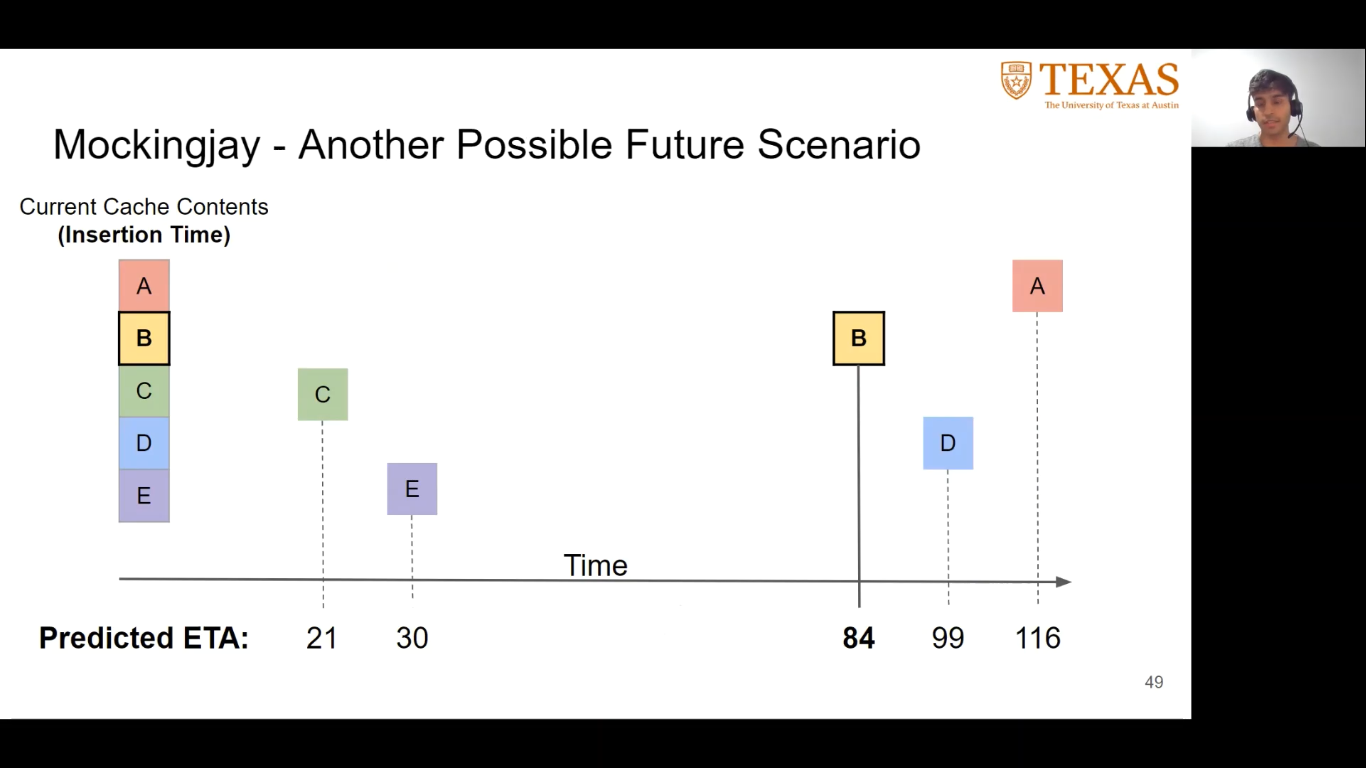 TEXAS
The University of Texas at Austin
Mockingjay - Another Possible Future Scenario
Current Cache Contents
(Insertion Time)
A
B
C
D
E
C
E
B
D
A
Time
Predicted ETA: 21 30 84 99 116
49